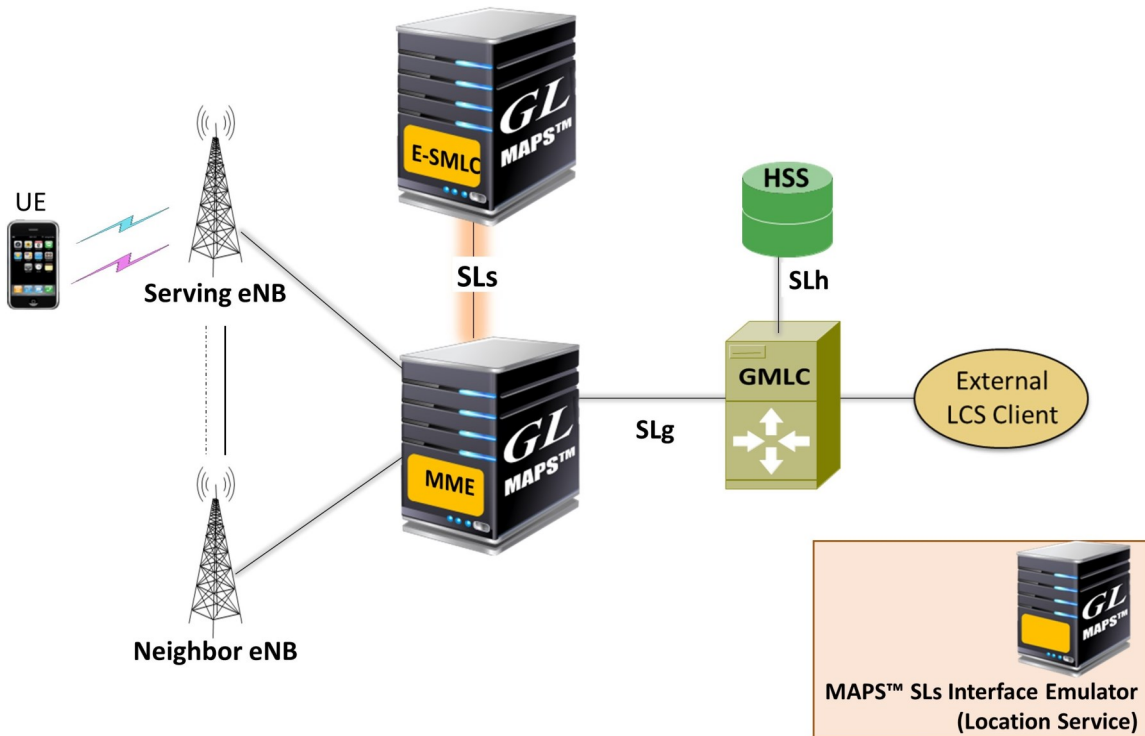 GL
MAPS™
E-SMLC
HSS
UE
SLs
SLh
Serving eNB
GMLC
External
LCS Client
GL
MAPS™
SLg
MME
GL
MAPS™
Neighbor eNB
MAPS™ SLs Interface Emulator
(Location Service)